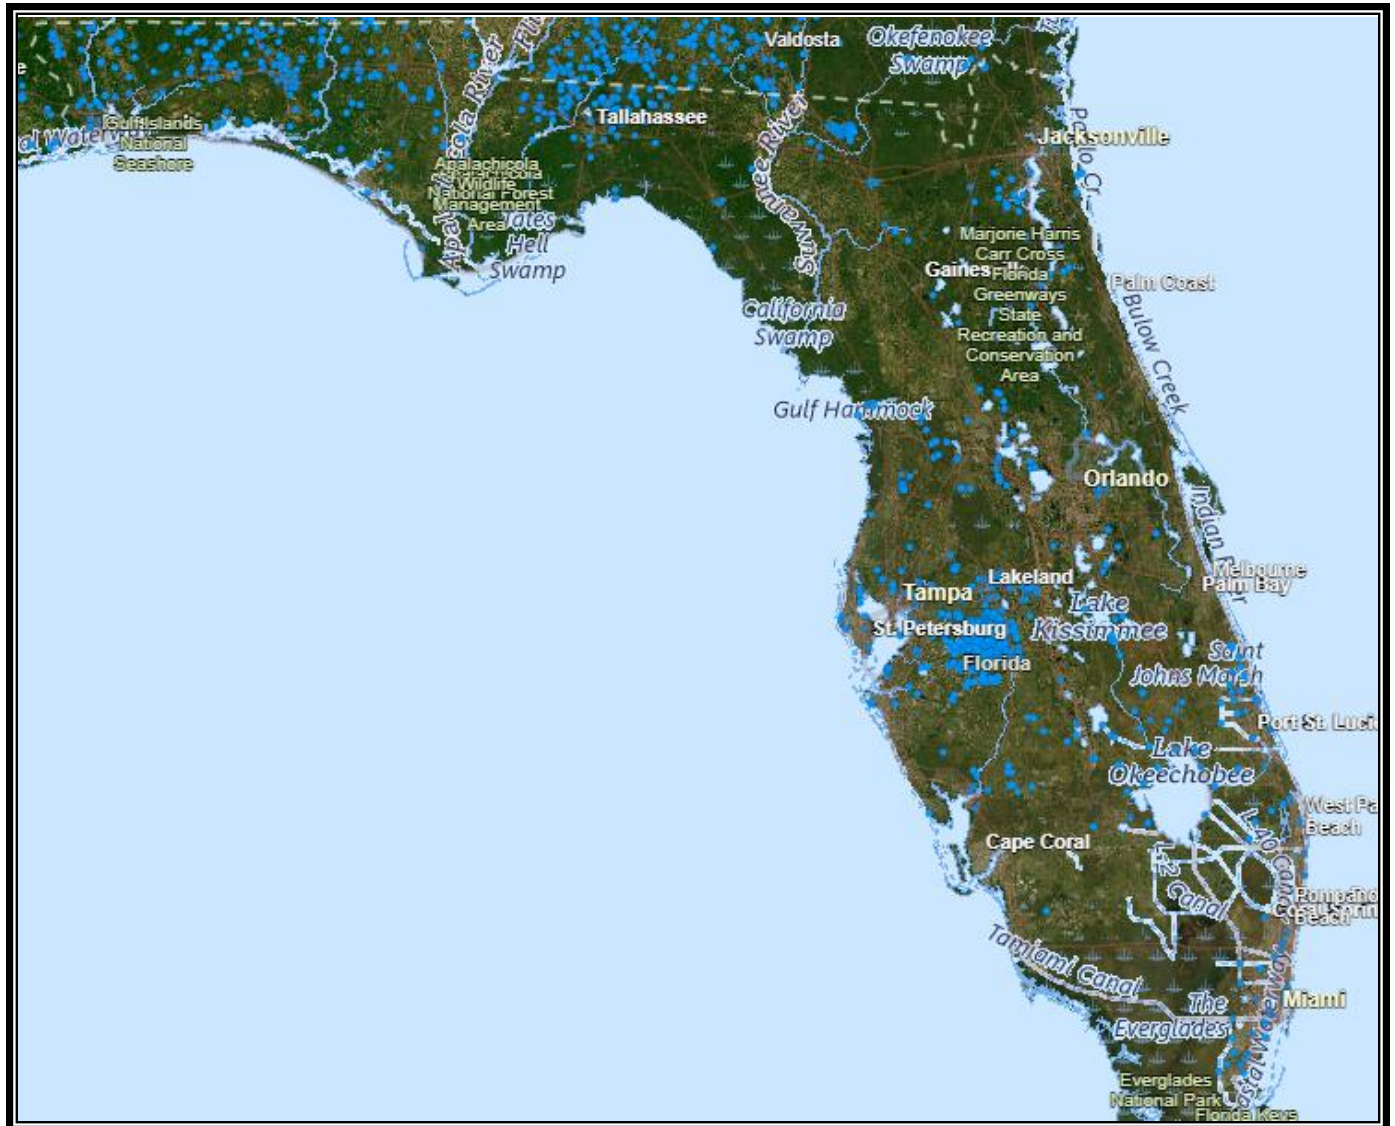 Valdosta
Okefenokee
Swamp
Apalachicola River
Tallahassee
Gulf Islands
National
Seashore
Suwannee River
Jacksonville
Apalachicola
Wildlife
National Forest
Management
Area
Tates
Hell
Swamp
Marjorie Harris
Carr Cross
Florida
Greenways
State
Recreation and
Conservation
Area
Palm Coast
Bulow Creek
California
Swamp
Gulf Hammock
Orlando
Indian River
Melbourne
Palm Bay
Lakeland
Tampa
Lake
Kissimmee
St. Petersburg
Florida
Saint
Johns Marsh
Port St. Lucie
Lake
Okeechobee
West Pa
Beach
Cape Coral
L-40 Canal
L-2 Canal
Pompano
Beach
Tamiami Canal
The
Everglades
Miami
Everglades
National Park
Florida Keys